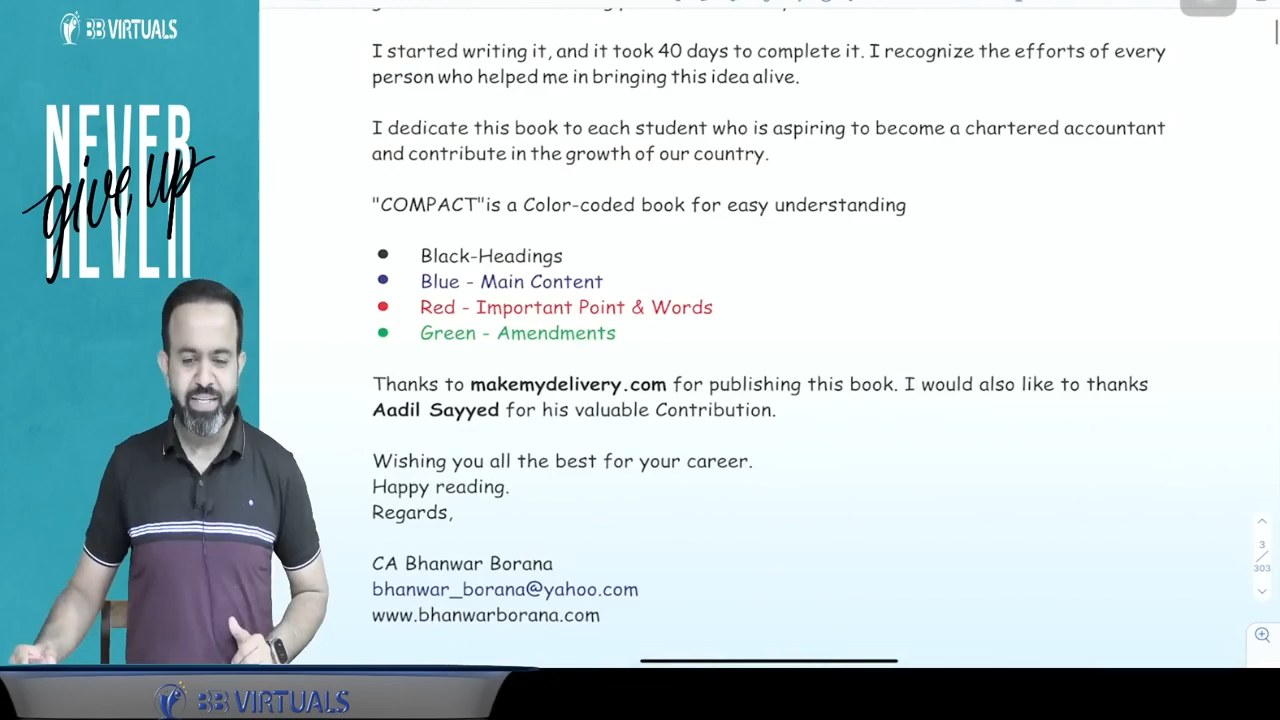 BB VIRTUALS
NEVER
give up
NEVER
I started writing it, and it took 40 days to complete it. I recognize the efforts of every
person who helped me in bringing this idea alive.
I dedicate this book to each student who is aspiring to become a chartered accountant
and contribute in the growth of our country.
"COMPACT"is a Color-coded book for easy understanding
Black-Headings
Blue - Main Content
Red - Important Point & Words
Green - Amendments
Thanks to makemydelivery.com for publishing this book. I would also like to thanks
Aadil Sayyed for his valuable Contribution.
Wishing you all the best for your career.
Happy reading.
Regards,
CA Bhanwar Borana
bhanwar_borana@yahoo.com
www.bhanwarborana.com
3
303
BB VIRTUALS